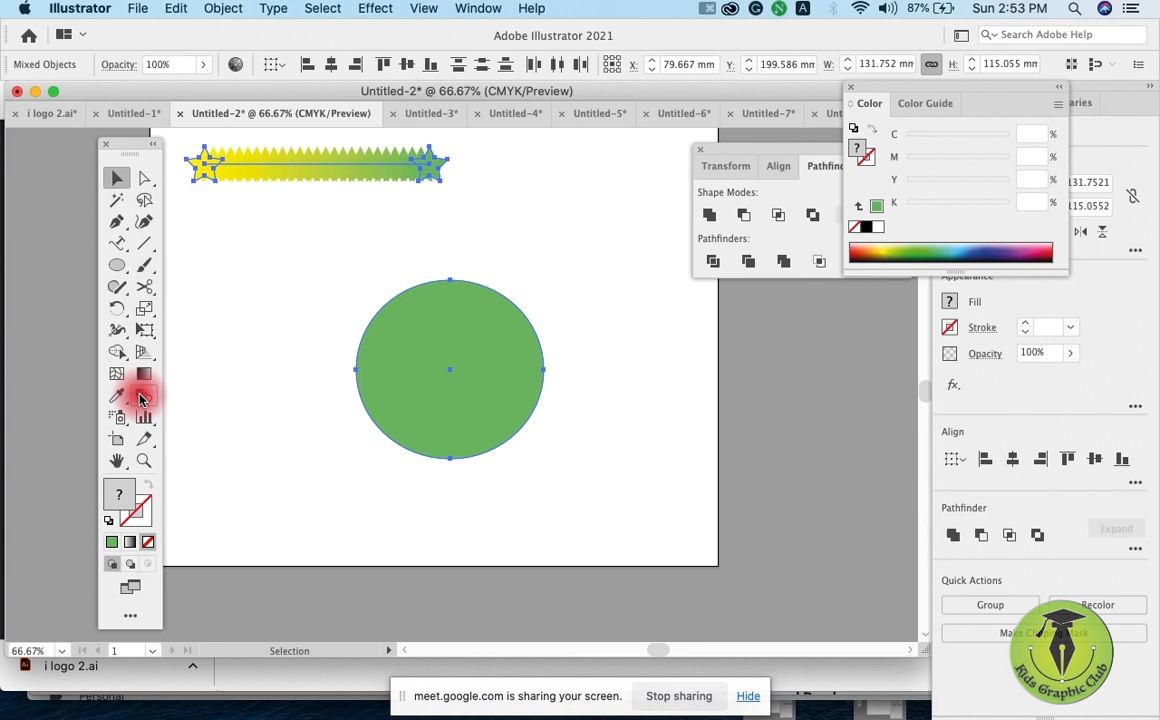 Illustrator File Edit Object Type Select Effect View Window Help 87% Sun 2:53 PM
Adobe Illustrator 2021
Search Adobe Help
Mixed Objects Opacity: 100% X: 79.667 mm Y: 199.586 mm W: 131.752 mm H: 115.055 mm
Untitled-2* @ 66.67% (CMYK/Preview)
i logo 2.ai* Untitled-1* Untitled-2* @ 66.67% (CMYK/Preview) Untitled-3* Untitled-4* Untitled-5* Untitled-6* Untitled-7*
Color Color Guide
C %
M %
Y %
K %
Transform Align
Shape Modes:
Pathfinders:
131.7521
115.0552
Appearance
? Fill
Stroke
Opacity 100%
fx.
Align
Pathfinder
Expand
Quick Actions
Group Recolor
?
66.67% 1 Selection
i logo 2.ai
meet.google.com is sharing your screen. Stop sharing Hide
Kids Graphic Club